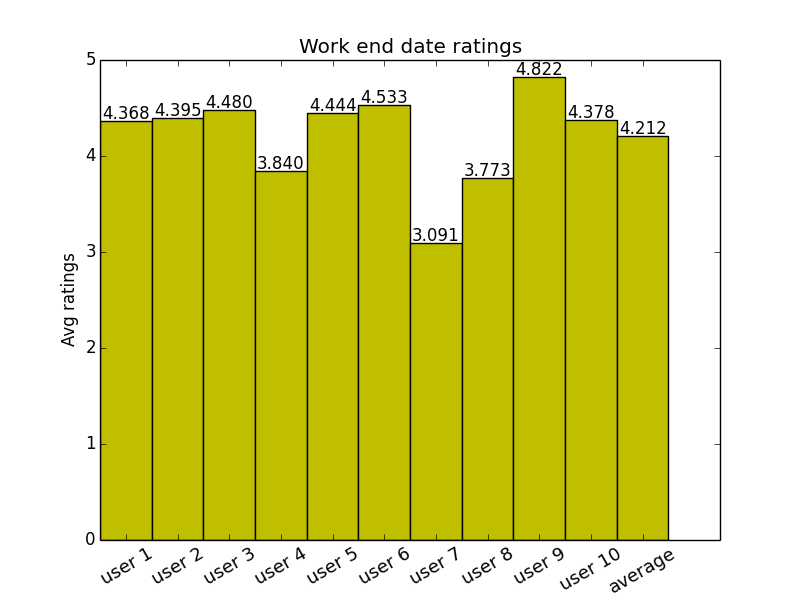 Work end date ratings
5
4
3
2
1
0
Avg ratings
4.368
4.395
4.480
3.840
4.444
4.533
3.091
3.773
4.822
4.378
4.212
user 1
user 2
user 3
user 4
user 5
user 6
user 7
user 8
user 9
user 10
average